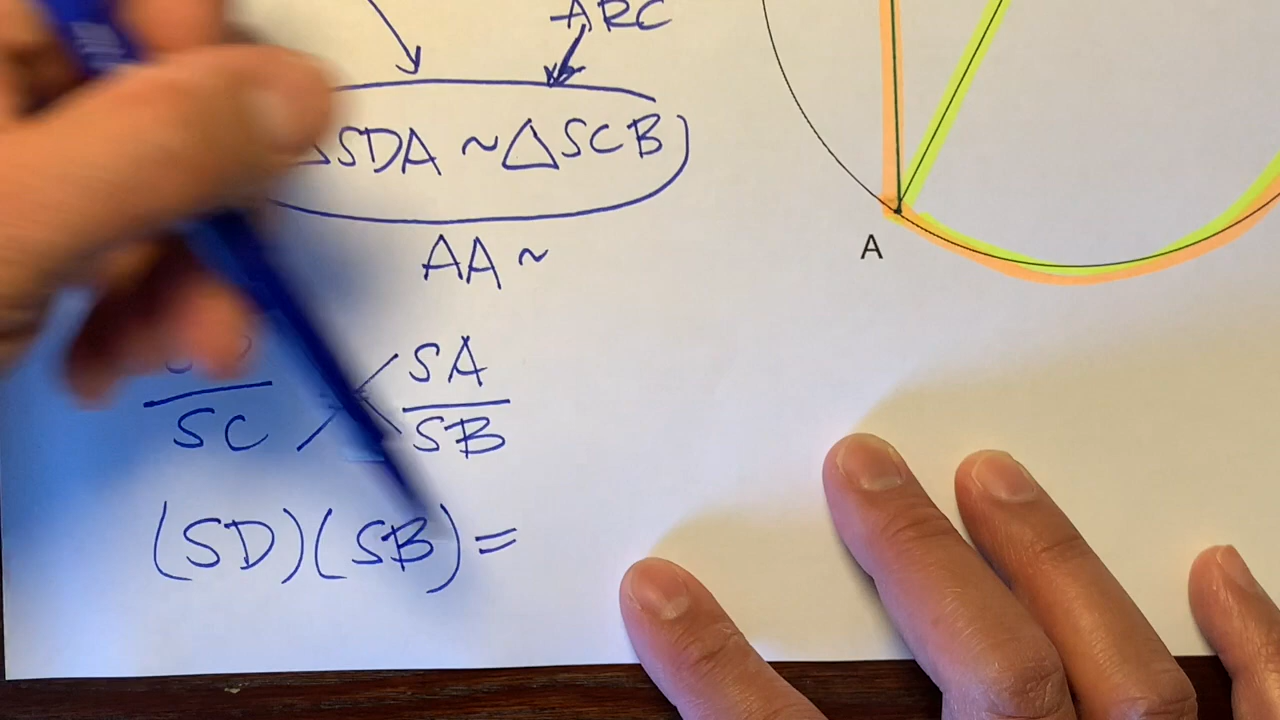 ARC
△SDA ~ △SCB
AA ~
SA
SC SB
(SD)(SB) =
A